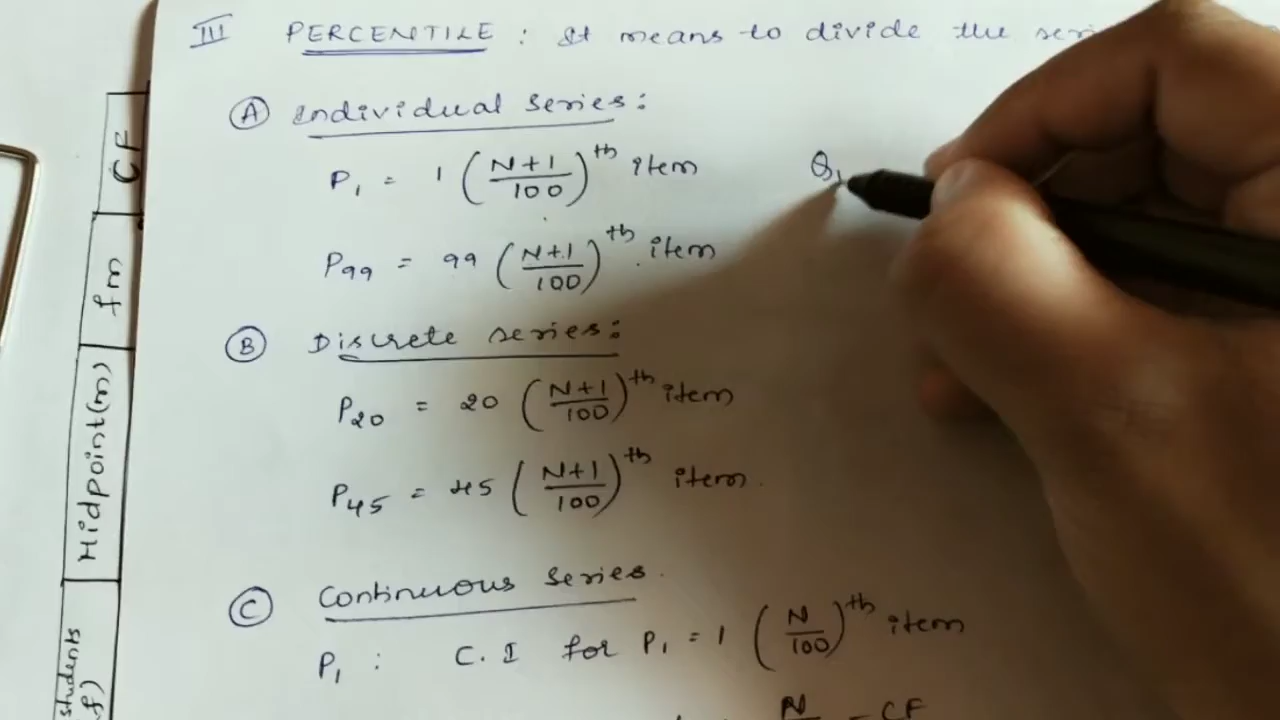 III PERCENTILE : It means to divide the seri
Ⓐ Individual series:
P₁ = 1 (N+1/100)ᵗʰ item
Q₁
P₉₉ = 99 (N+1/100)ᵗʰ item
Ⓑ Discrete series:
P₂₀ = 20 (N+1/100)ᵗʰ item
P₄₅ = 45 (N+1/100)ᵗʰ item.
Ⓒ Continuous series.
P₁ : C.I for P₁ = 1 (N/100)ᵗʰ item
N – CF
CF
fm
Midpoint(m)
students
f)